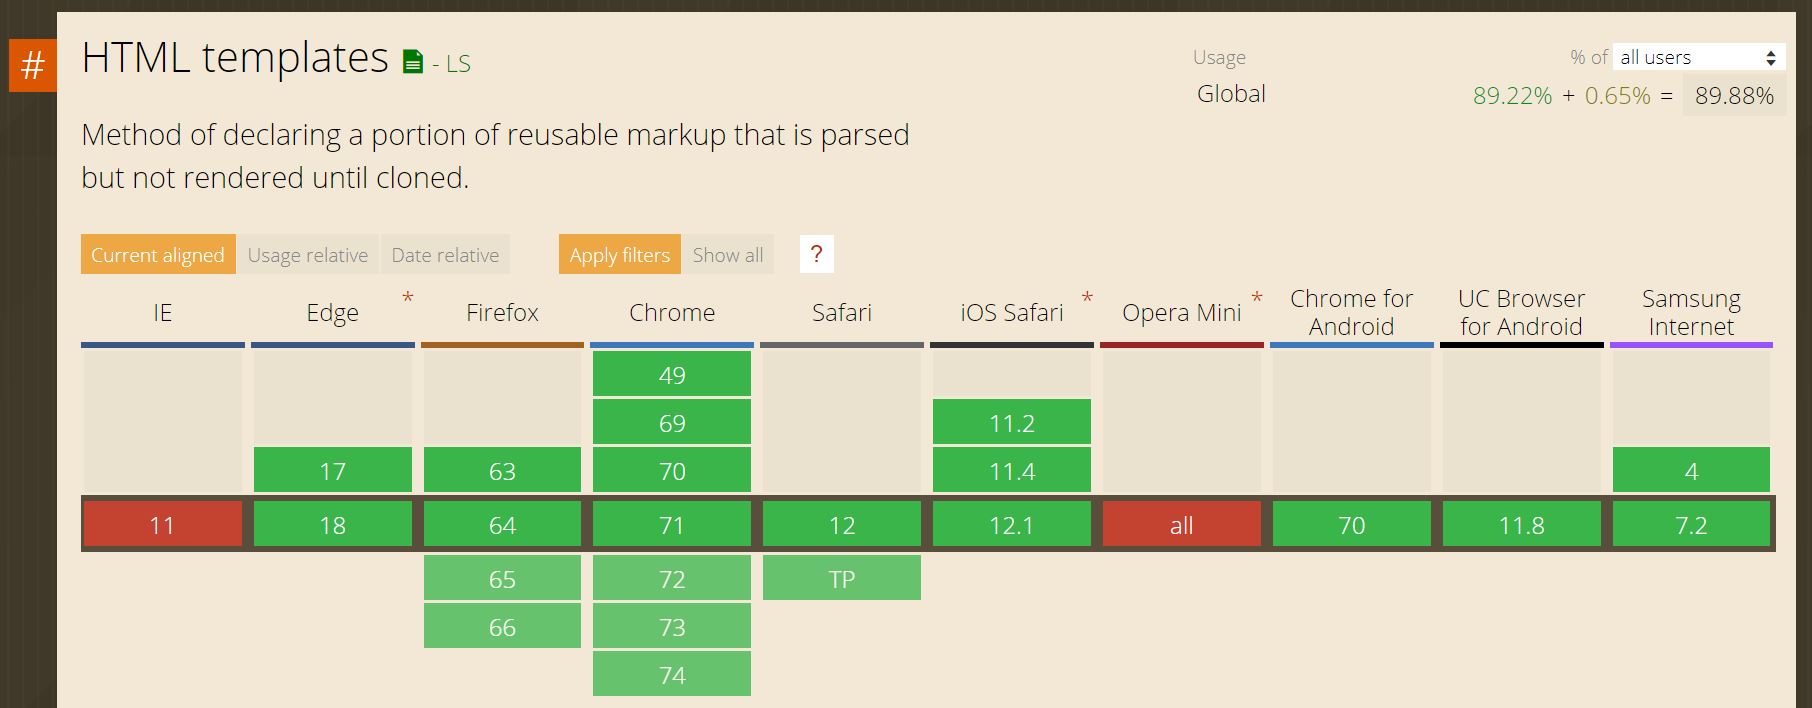 #
HTML templates - LS
Usage % of all users
Global 89.22% + 0.65% = 89.88%
Method of declaring a portion of reusable markup that is parsed
but not rendered until cloned.
Current aligned Usage relative Date relative Apply filters Show all ?
IE Edge * Firefox Chrome Safari iOS Safari * Opera Mini * Chrome for Android UC Browser for Android Samsung Internet
49
69 11.2
17 63 70 11.4 4
11 18 64 71 12 12.1 all 70 11.8 7.2
65 72 TP
66 73
74